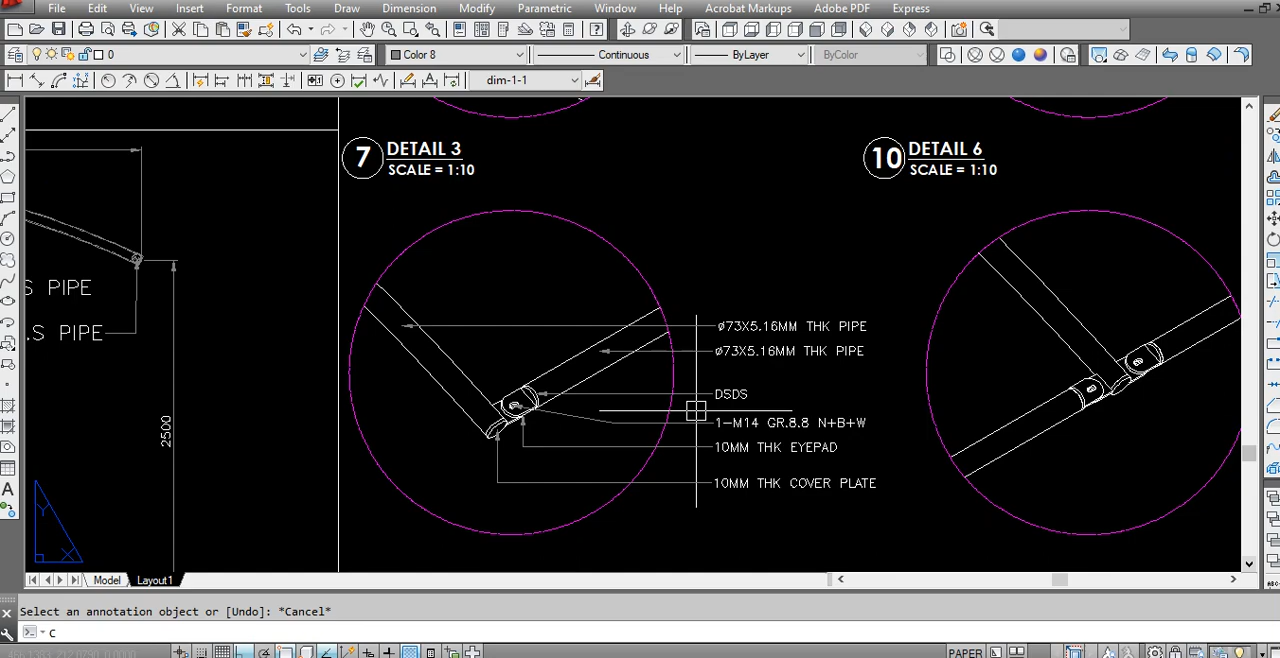 File Edit View Insert Format Tools Draw Dimension Modify Parametric Window Help Acrobat Markups Adobe PDF Express
0 Color 8 Continuous ByLayer ByColor
dim-1-1
7 DETAIL 3
SCALE = 1:10
10 DETAIL 6
SCALE = 1:10
S PIPE
.S PIPE
2500
ø73X5.16MM THK PIPE
ø73X5.16MM THK PIPE
DSDS
1-M14 GR.8.8 N+B+W
10MM THK EYEPAD
10MM THK COVER PLATE
Y
X
Model Layout1
Select an annotation object or [Undo]: *Cancel*
C
PAPER